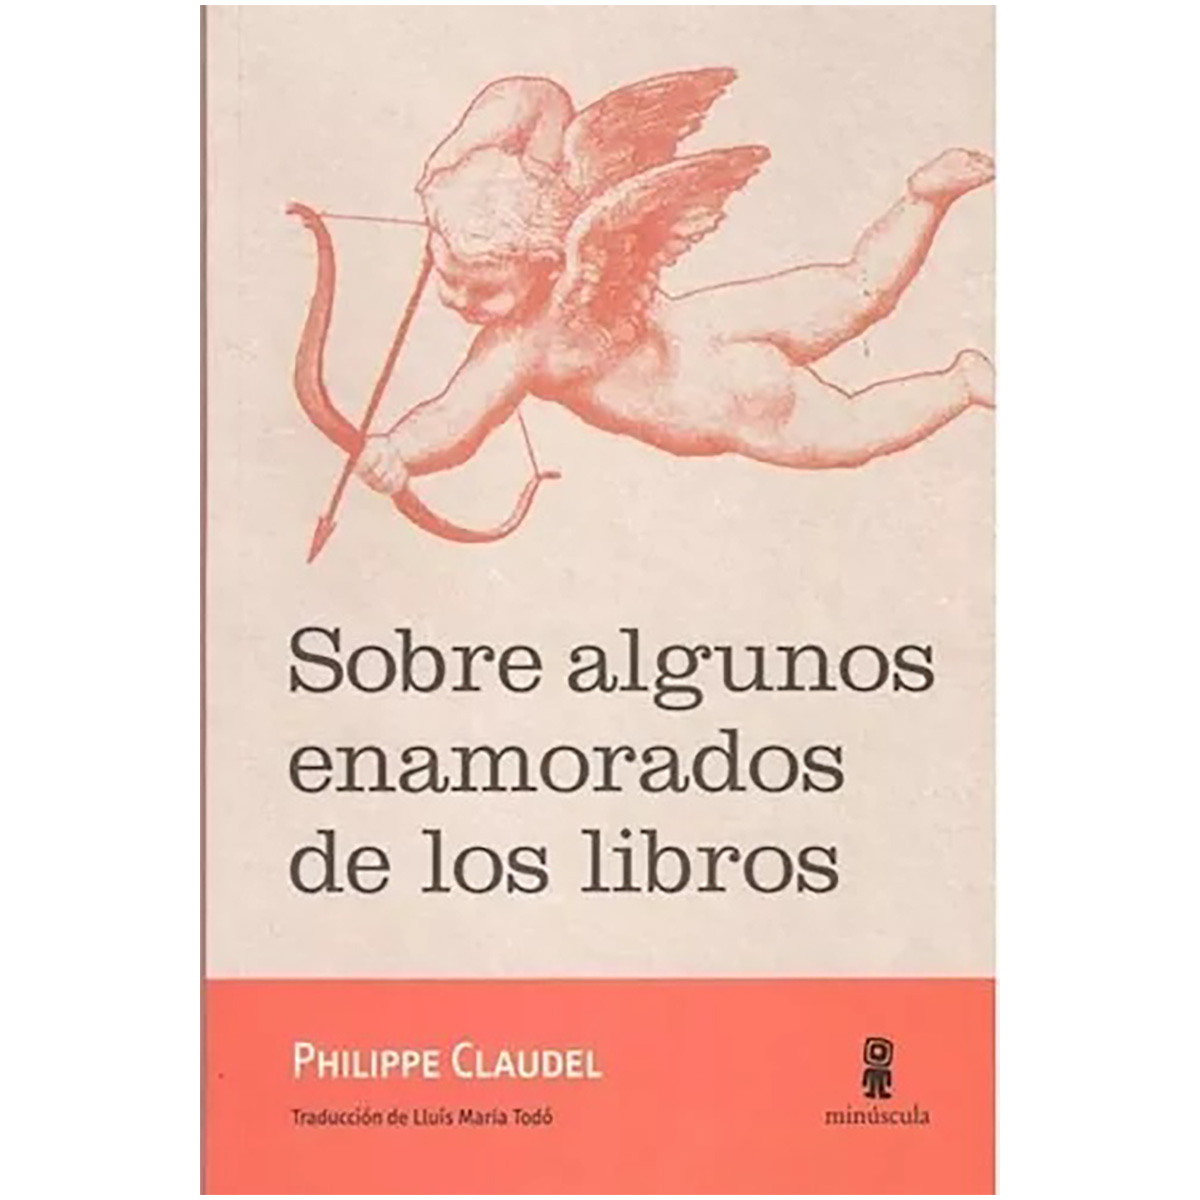 Sobre algunos
enamorados
de los libros
PHILIPPE CLAUDEL
Traducción de Lluís Maria Todó
minúscula